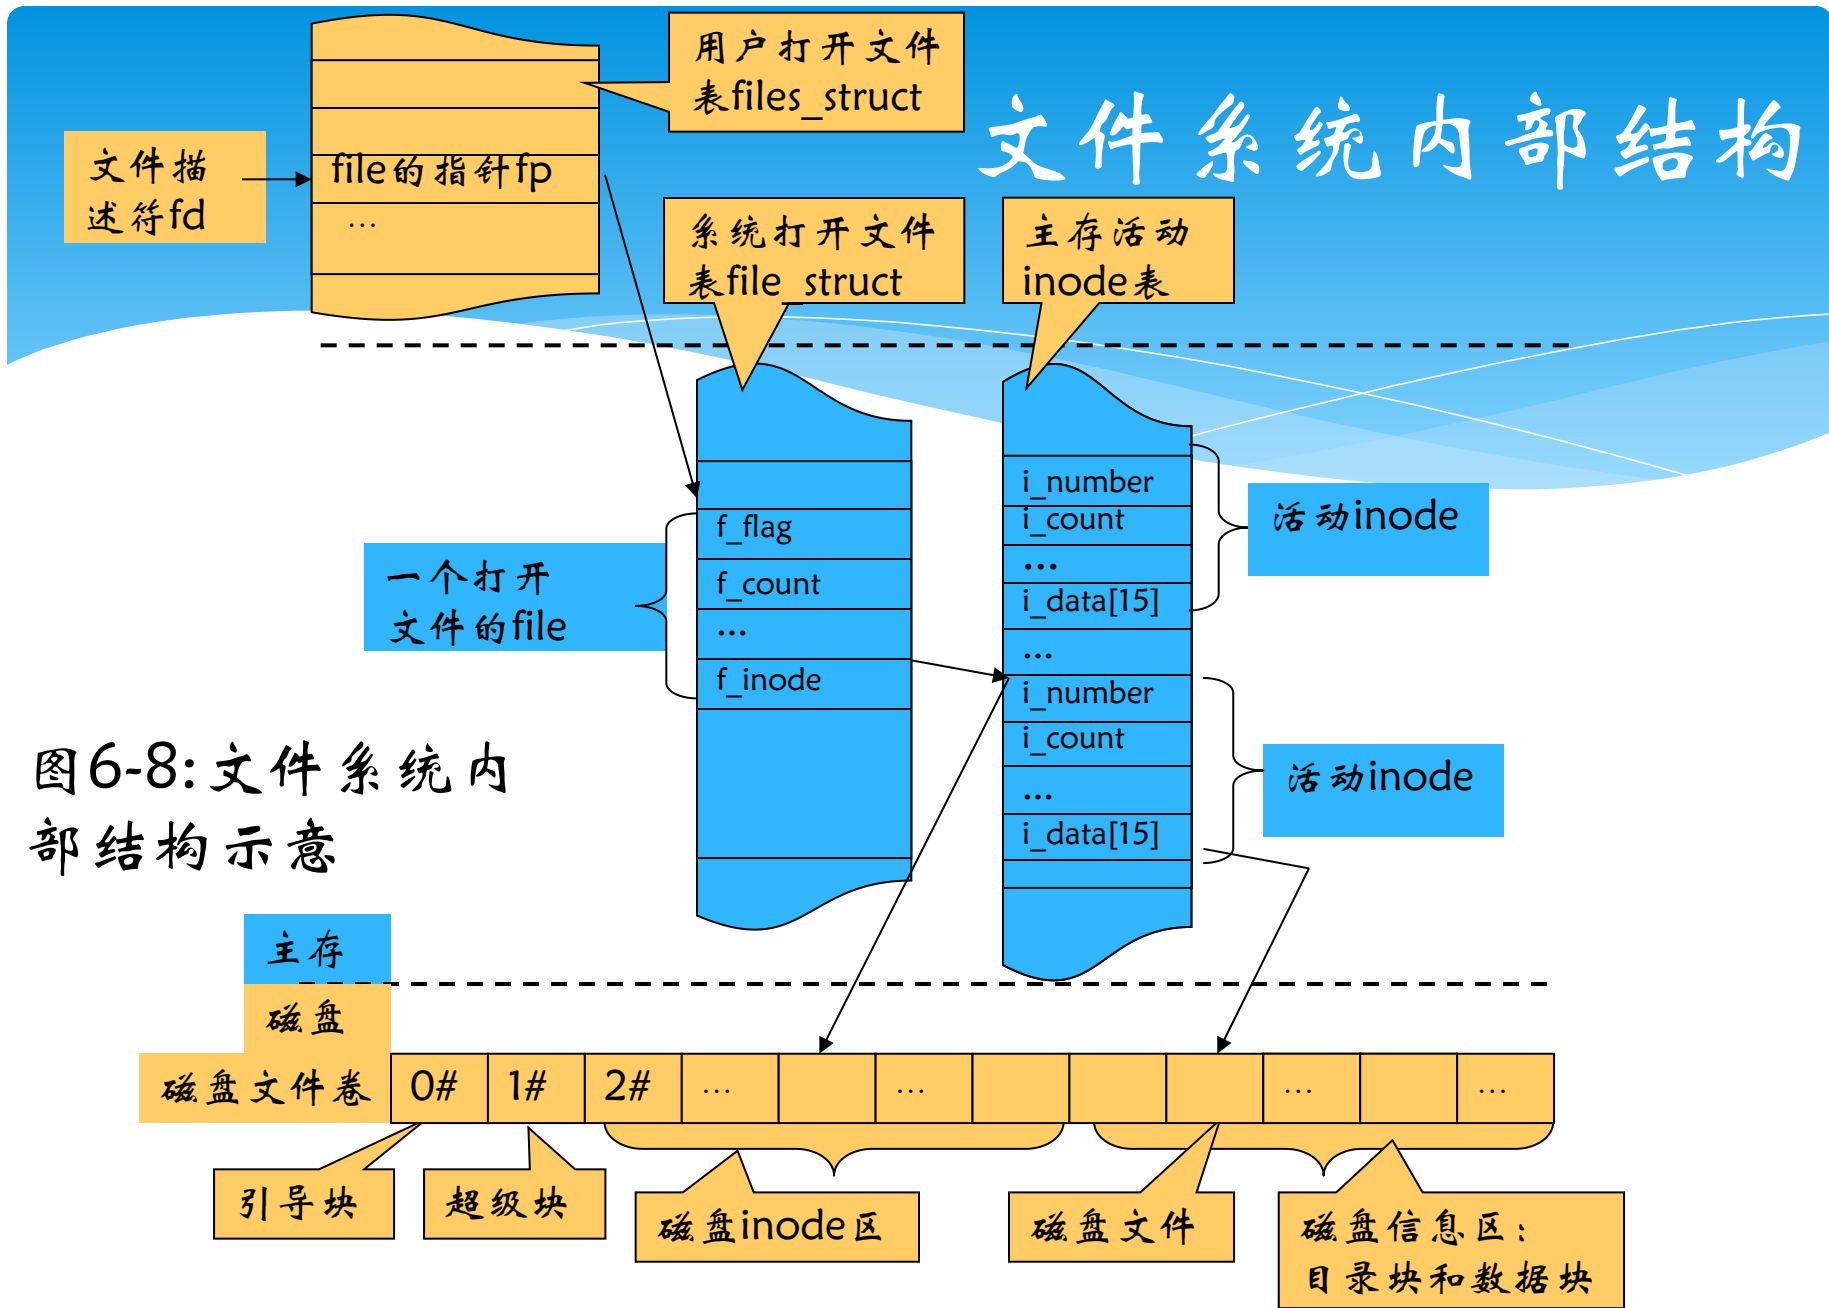 用户打开文件
表files_struct
文件系统内部结构
文件描
述符fd
file的指针fp
…
系统打开文件
表file_struct
主存活动
inode表
i_number
i_count
...
i_data[15]
...
i_number
i_count
...
i_data[15]
活动inode
活动inode
f_flag
f_count
...
f_inode
一个打开
文件的file
图6-8:文件系统内
部结构示意
主存
磁盘
磁盘文件卷
0#
1#
2#
…
…
…
…
引导块
超级块
磁盘inode区
磁盘文件
磁盘信息区:
目录块和数据块